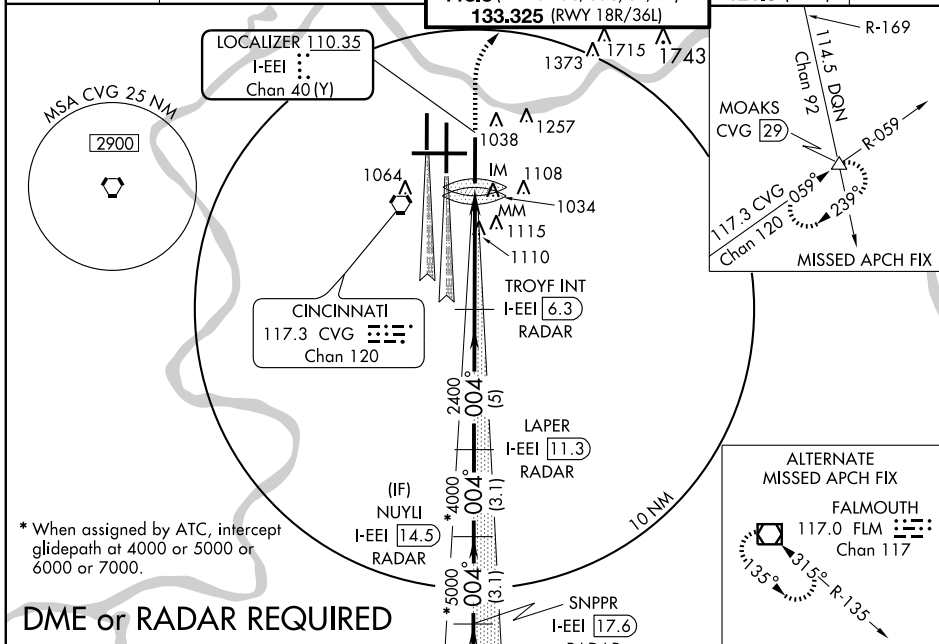 133.325 (RWY 18R/36L)
LOCALIZER 110.35
I-EEI
Chan 40 (Y)
1373
1715
1743
R-169
114.5 DQN
Chan 92
MOAKS
CVG 29
R-059
059°
239°
117.3 CVG
Chan 120
MISSED APCH FIX
MSA CVG 25 NM
2900
1038
1257
1064
IM
1108
1034
MM
1115
1110
CINCINNATI
117.3 CVG
Chan 120
TROYF INT
I-EEI 6.3
RADAR
2400
004°
(5)
LAPER
I-EEI 11.3
RADAR
*4000
004°
(3.1)
(IF)
NUYLI
I-EEI 14.5
RADAR
10 NM
*5000
004°
(3.1)
SNPPR
I-EEI 17.6
RADAR
* When assigned by ATC, intercept
glidepath at 4000 or 5000 or
6000 or 7000.
DME or RADAR REQUIRED
ALTERNATE
MISSED APCH FIX
FALMOUTH
117.0 FLM
Chan 117
135°
315°
R-135